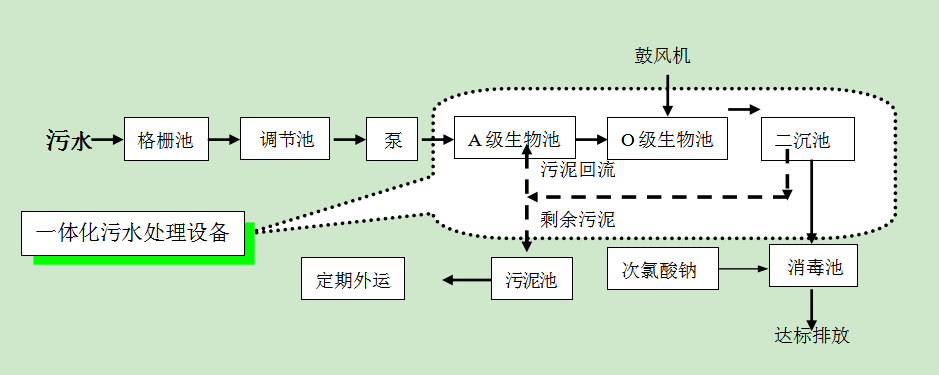 鼓风机
污水
格栅池
调节池
泵
A 级生物池
O 级生物池
二沉池
污泥回流
剩余污泥
一体化污水处理设备
定期外运
污泥池
次氯酸钠
消毒池
达标排放